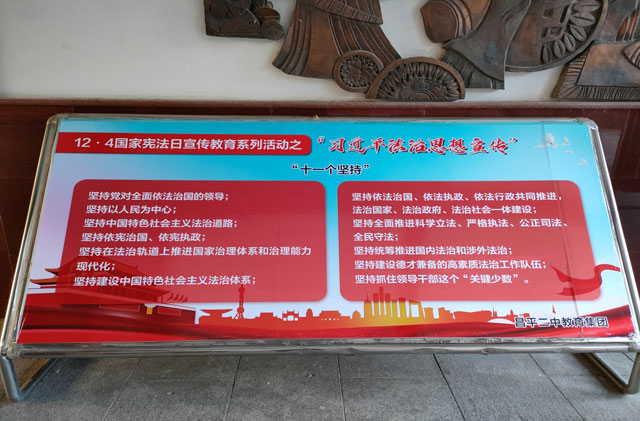 12·4国家宪法日宣传教育系列活动之
“习近平法治思想宣传”
“十一个坚持”
坚持党对全面依法治国的领导；
坚持以人民为中心；
坚持中国特色社会主义法治道路；
坚持依宪治国、依宪执政；
坚持在法治轨道上推进国家治理体系和治理能力
现代化；
坚持建设中国特色社会主义法治体系；
坚持依法治国、依法执政、依法行政共同推进，
法治国家、法治政府、法治社会一体建设；
坚持全面推进科学立法、严格执法、公正司法、
全民守法；
坚持统筹推进国内法治和涉外法治；
坚持建设德才兼备的高素质法治工作队伍；
坚持抓住领导干部这个“关键少数”。
昌平二中教育集团